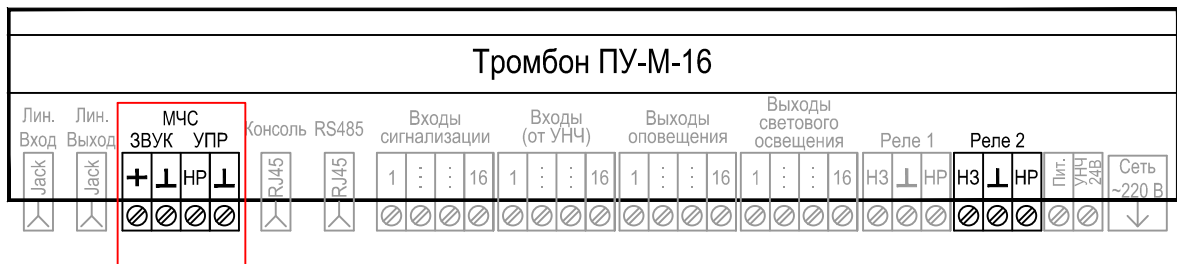 Тромбон ПУ-М-16
Лин. Вход
Лин. Выход
МЧС
ЗВУК УПР
Консоль
RS485
Входы сигнализации
Входы (от УНЧ)
Выходы оповещения
Выходы светового освещения
Реле 1
Реле 2
Пит. УНЧ 24В
Сеть ~220 В
Jack
Jack
+ ⊥ НР ⊥
RJ45
RJ45
1 : : 16
1 : : 16
1 : : 16
1 : : 16
НЗ ⊥ НР
НЗ ⊥ НР